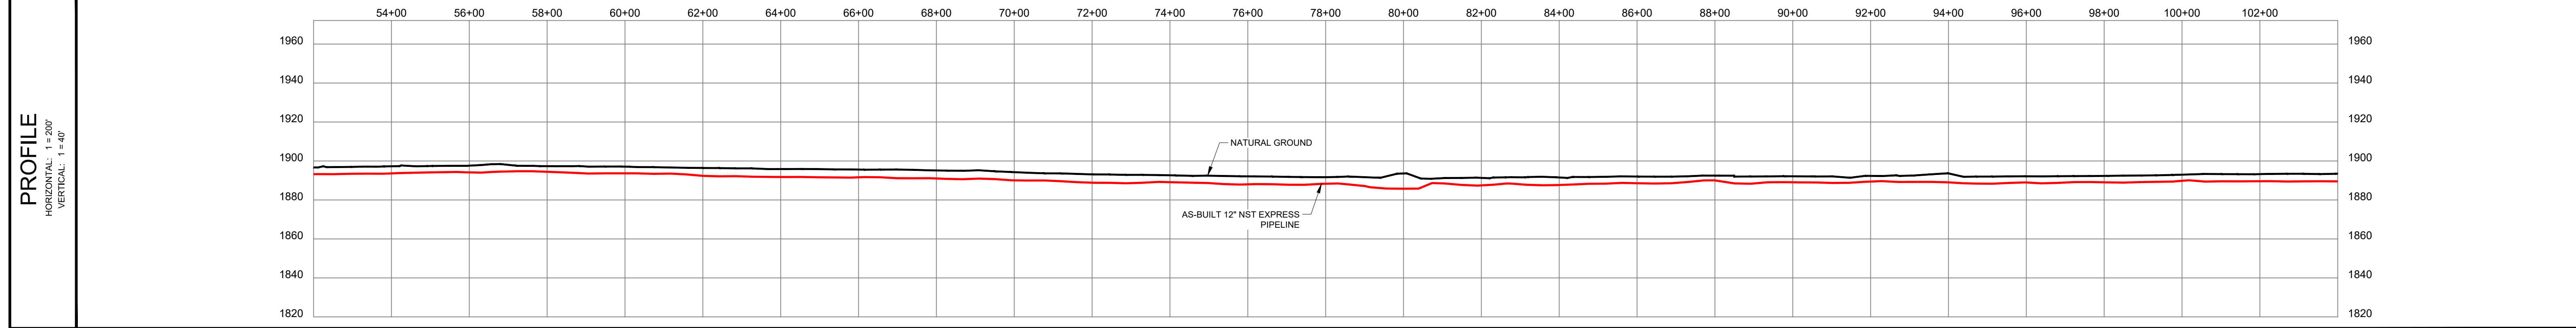 54+00 56+00 58+00 60+00 62+00 64+00 66+00 68+00 70+00 72+00 74+00 76+00 78+00 80+00 82+00 84+00 86+00 88+00 90+00 92+00 94+00 96+00 98+00 100+00 102+00
1960 1960
1940 1940
1920 1920
PROFILE
HORIZONTAL: 1 = 200'
VERTICAL: 1 = 40'
NATURAL GROUND
1900 1900
1880 1880
AS-BUILT 12" NST EXPRESS
PIPELINE
1860 1860
1840 1840
1820 1820